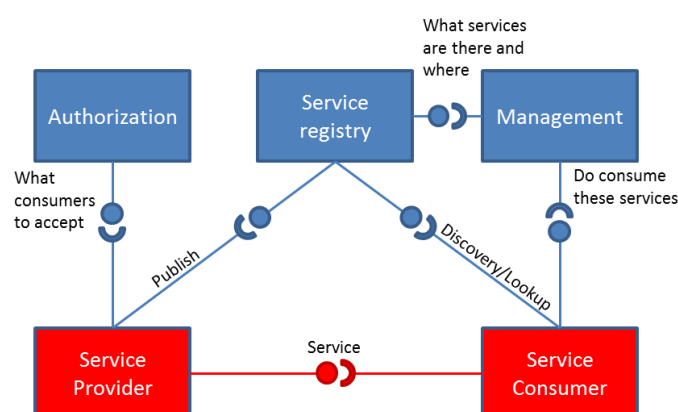 What services
are there and
where
Authorization
Service
registry
Management
What
consumers
to accept
Do consume
these services
Publish
Discovery/Lookup
Service
Service
Provider
Service
Consumer